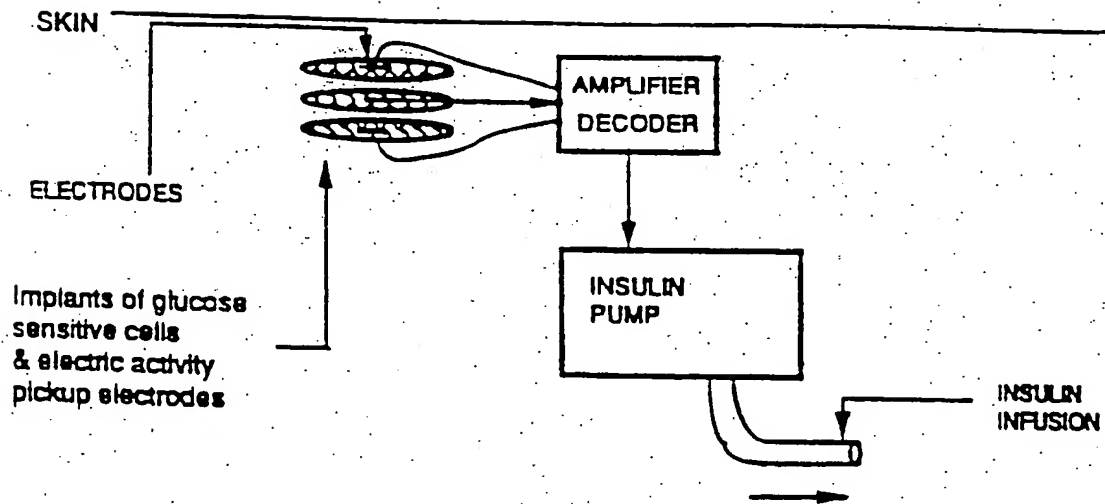 SKIN
AMPLIFIER
DECODER
ELECTRODES
INSULIN
PUMP
Implants of glucose
sensitive cells
& electric activity
pickup electrodes
INSULIN
INFUSION